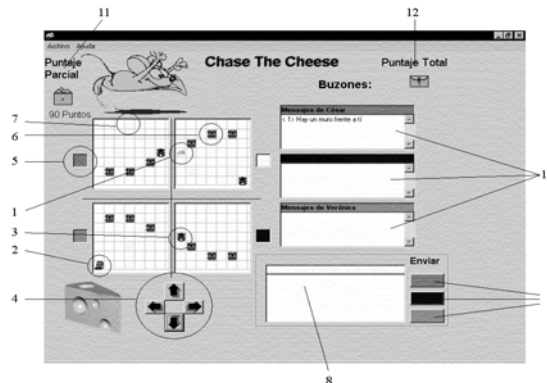 11
12
Archivo Ayuda
Puntaje
Parcial
Chase The Cheese
Puntaje Total
Buzones:
90 Puntos
7
6
5
1
3
2
4
Mensajes de César
<1> Hay un muro frente a ti
Mensajes de Verónica
1
Enviar
8